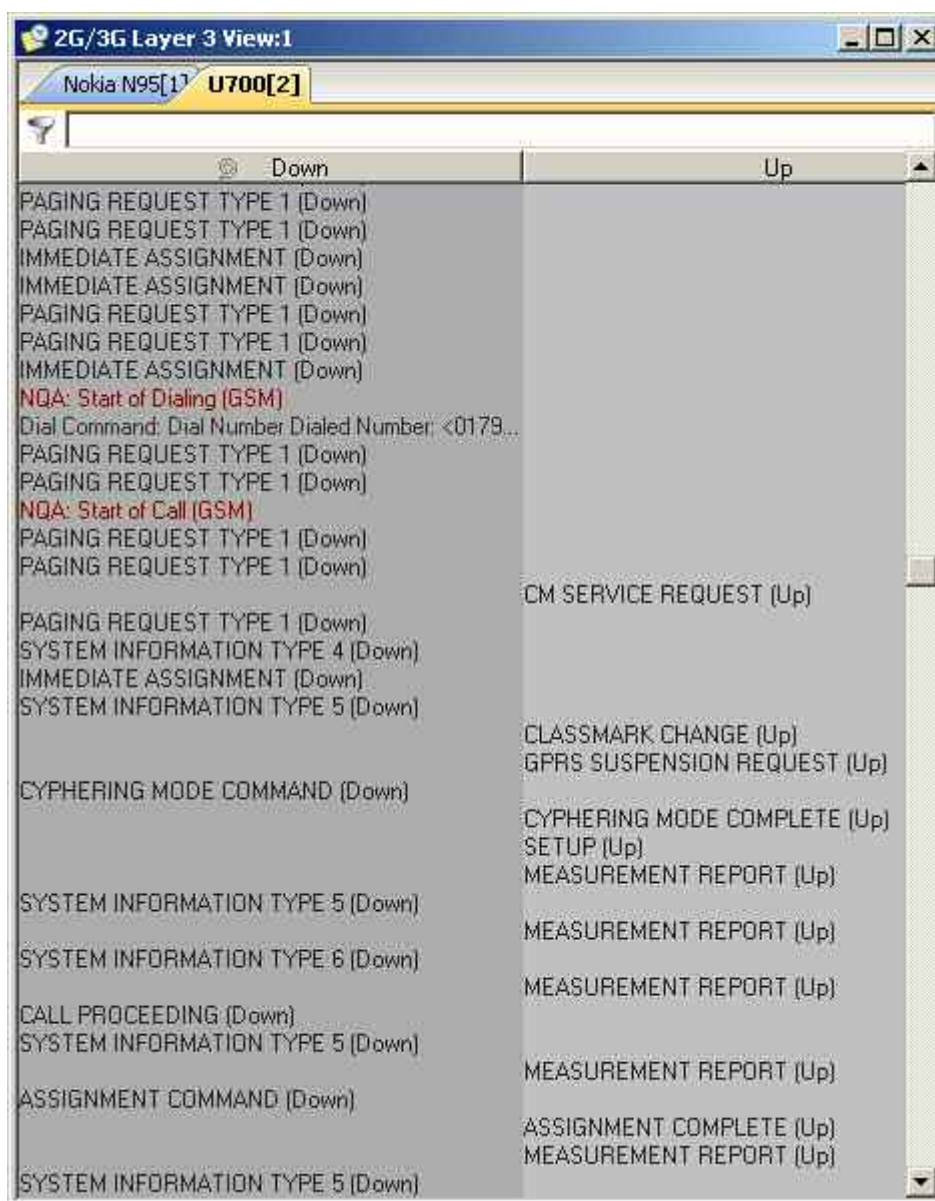 2G/3G Layer 3 View:1
Nokia N95[1] U700[2]
Down Up
PAGING REQUEST TYPE 1 (Down)
PAGING REQUEST TYPE 1 (Down)
IMMEDIATE ASSIGNMENT (Down)
IMMEDIATE ASSIGNMENT (Down)
PAGING REQUEST TYPE 1 (Down)
PAGING REQUEST TYPE 1 (Down)
IMMEDIATE ASSIGNMENT (Down)
NQA: Start of Dialing (GSM)
Dial Command: Dial Number Dialed Number: <0179...
PAGING REQUEST TYPE 1 (Down)
PAGING REQUEST TYPE 1 (Down)
NQA: Start of Call (GSM)
PAGING REQUEST TYPE 1 (Down)
PAGING REQUEST TYPE 1 (Down)
CM SERVICE REQUEST (Up)
PAGING REQUEST TYPE 1 (Down)
SYSTEM INFORMATION TYPE 4 (Down)
IMMEDIATE ASSIGNMENT (Down)
SYSTEM INFORMATION TYPE 5 (Down)
CLASSMARK CHANGE (Up)
GPRS SUSPENSION REQUEST (Up)
CYPHERING MODE COMMAND (Down)
CYPHERING MODE COMPLETE (Up)
SETUP (Up)
MEASUREMENT REPORT (Up)
SYSTEM INFORMATION TYPE 5 (Down)
MEASUREMENT REPORT (Up)
SYSTEM INFORMATION TYPE 6 (Down)
MEASUREMENT REPORT (Up)
CALL PROCEEDING (Down)
SYSTEM INFORMATION TYPE 5 (Down)
MEASUREMENT REPORT (Up)
ASSIGNMENT COMMAND (Down)
ASSIGNMENT COMPLETE (Up)
MEASUREMENT REPORT (Up)
SYSTEM INFORMATION TYPE 5 (Down)